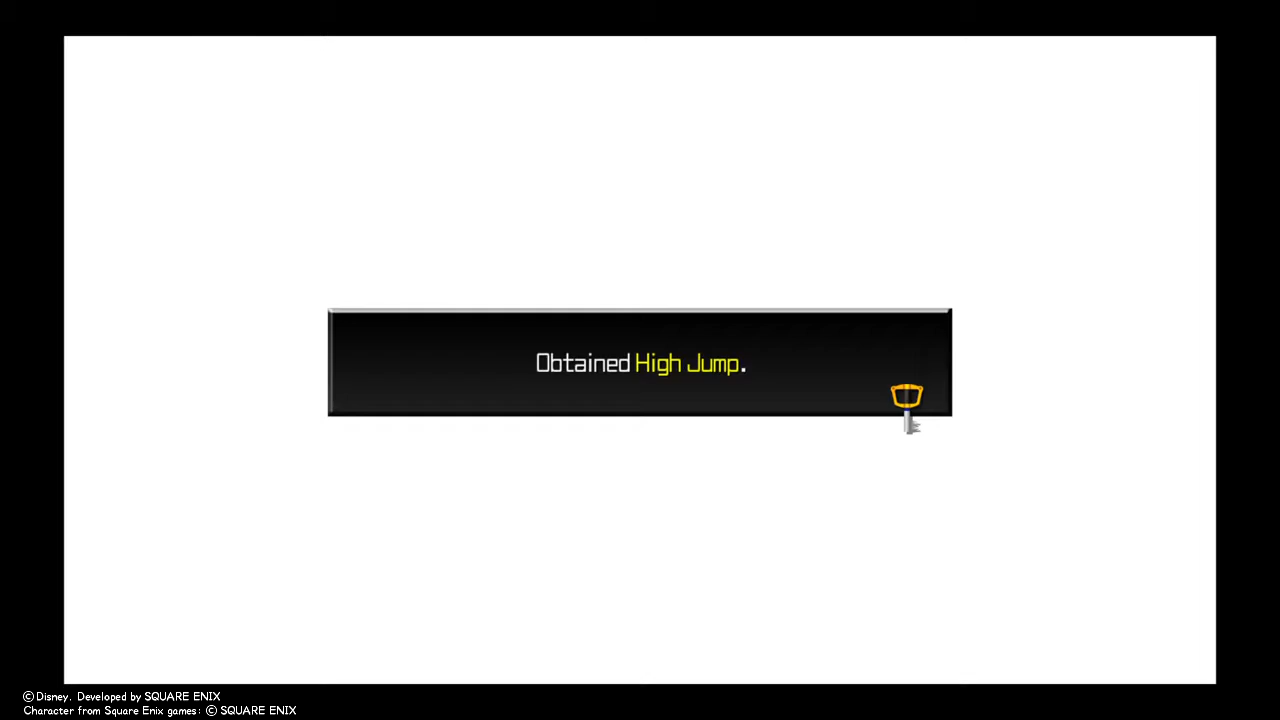 Obtained High Jump.
©Disney. Developed by SQUARE ENIX
Character from Square Enix games: © SQUARE ENIX